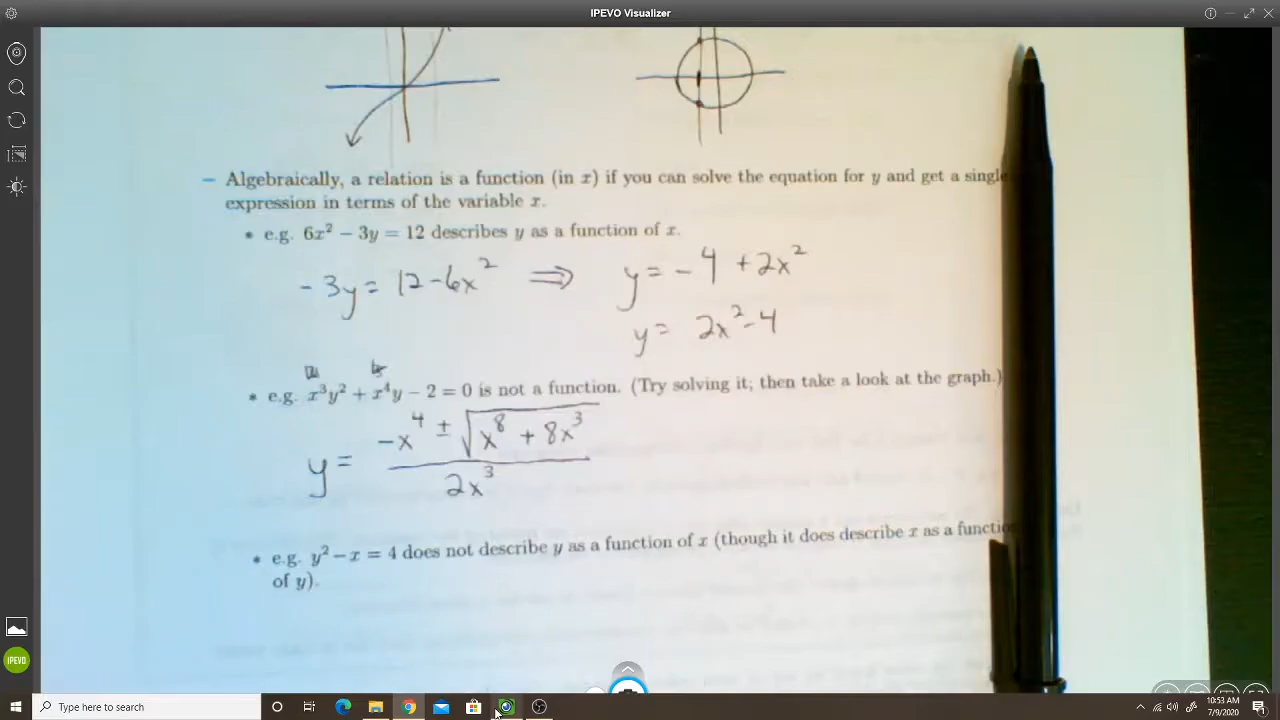 IPEVO Visualizer
– Algebraically, a relation is a function (in x) if you can solve the equation for y and get a single
expression in terms of the variable x.
* e.g. 6x² − 3y = 12 describes y as a function of x.
-3y = 12-6x² ⟹ y = -4 +2x²
y = 2x²-4
* e.g. x³y² + x⁴y − 2 = 0 is not a function. (Try solving it; then take a look at the graph.)
y = (-x⁴ ± √(x⁸ + 8x³)) / 2x³
* e.g. y² − x = 4 does not describe y as a function of x (though it does describe x as a functio
of y).
IPEVO
Type here to search
10:53 AM
7/9/2020